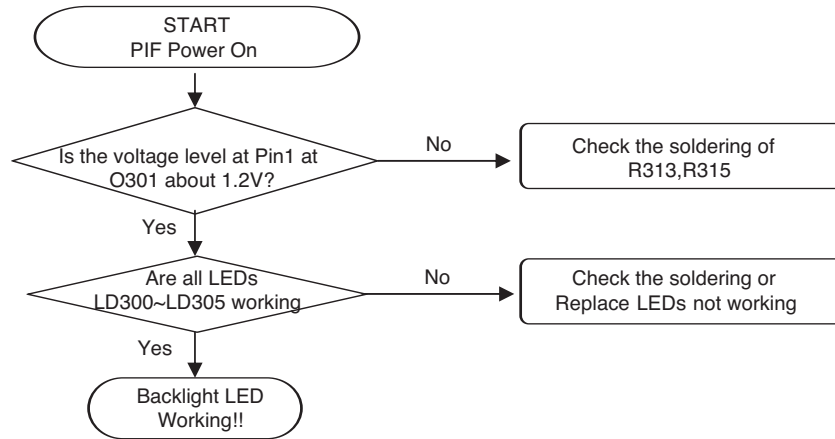 START
PIF Power On
Is the voltage level at Pin1 at
O301 about 1.2V?
No
Check the soldering of
R313,R315
Yes
Are all LEDs
LD300~LD305 working
No
Check the soldering or
Replace LEDs not working
Yes
Backlight LED
Working!!